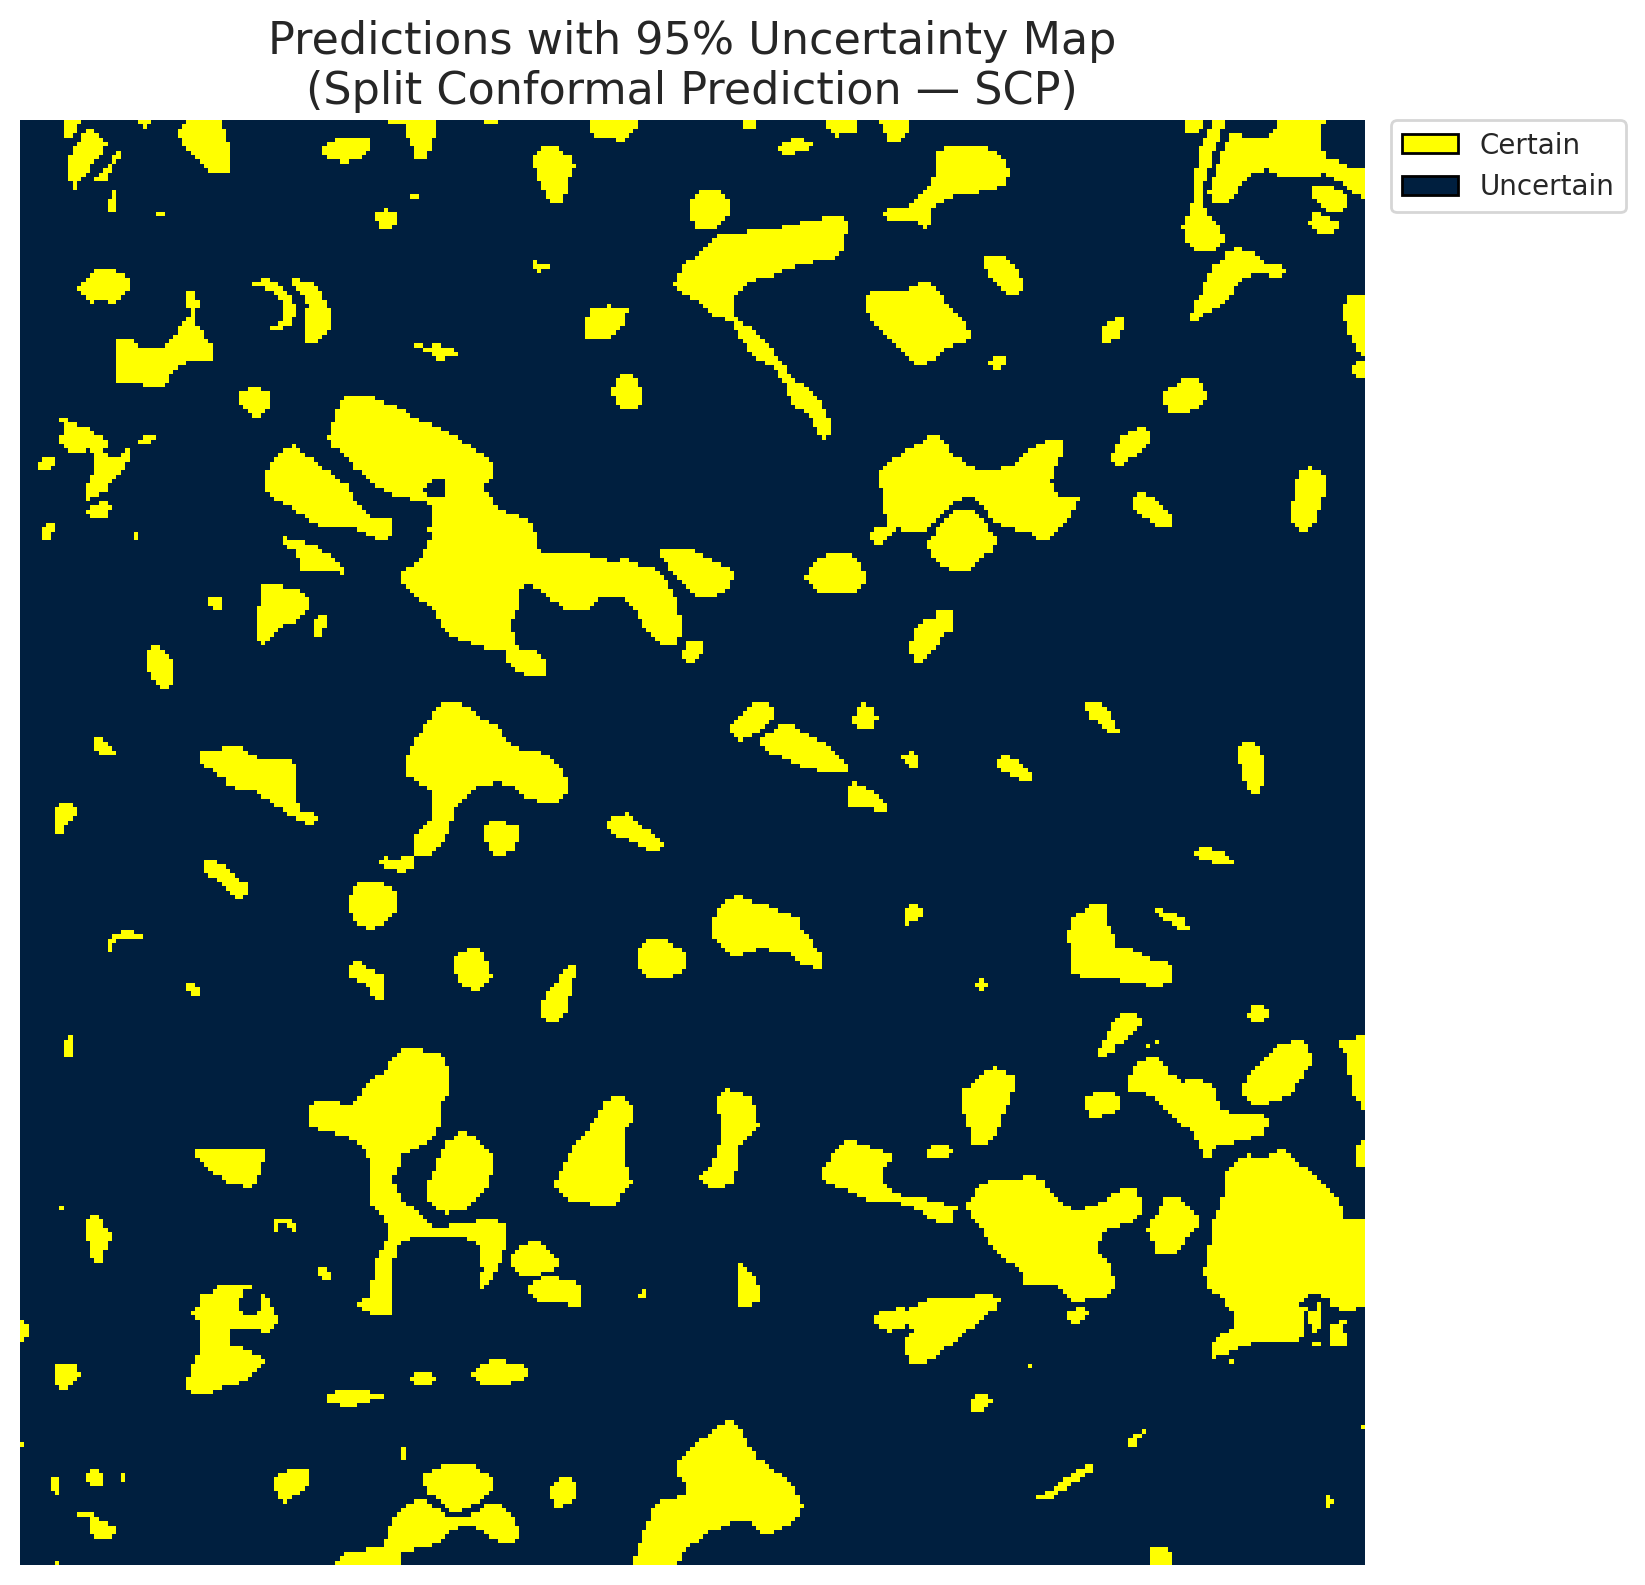 Predictions with 95% Uncertainty Map
(Split Conformal Prediction — SCP)
Certain
Uncertain